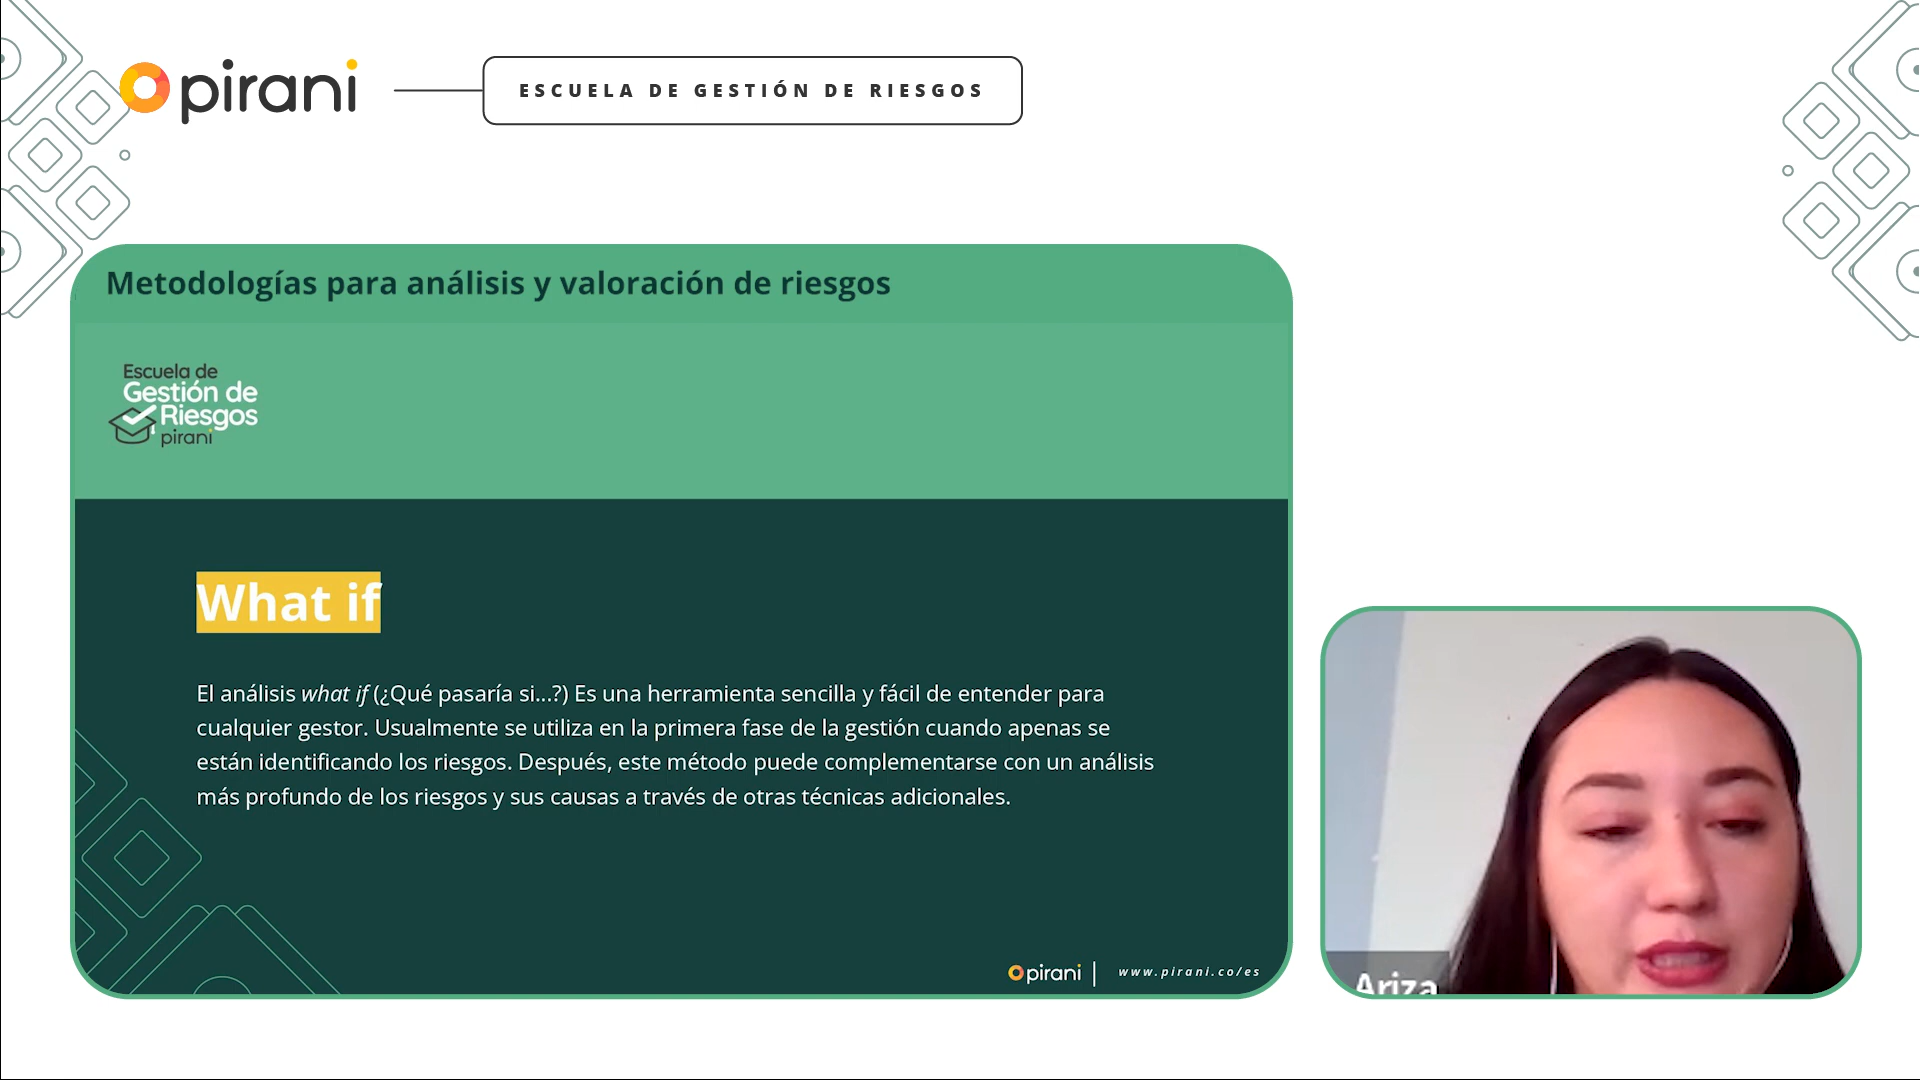 pirani
ESCUELA DE GESTIÓN DE RIESGOS
Metodologías para análisis y valoración de riesgos
Escuela de
Gestión de
Riesgos
pirani
What if
El análisis what if (¿Qué pasaría si...?) Es una herramienta sencilla y fácil de entender para
cualquier gestor. Usualmente se utiliza en la primera fase de la gestión cuando apenas se
están identificando los riesgos. Después, este método puede complementarse con un análisis
más profundo de los riesgos y sus causas a través de otras técnicas adicionales.
pirani | www.pirani.co/es
Ariza